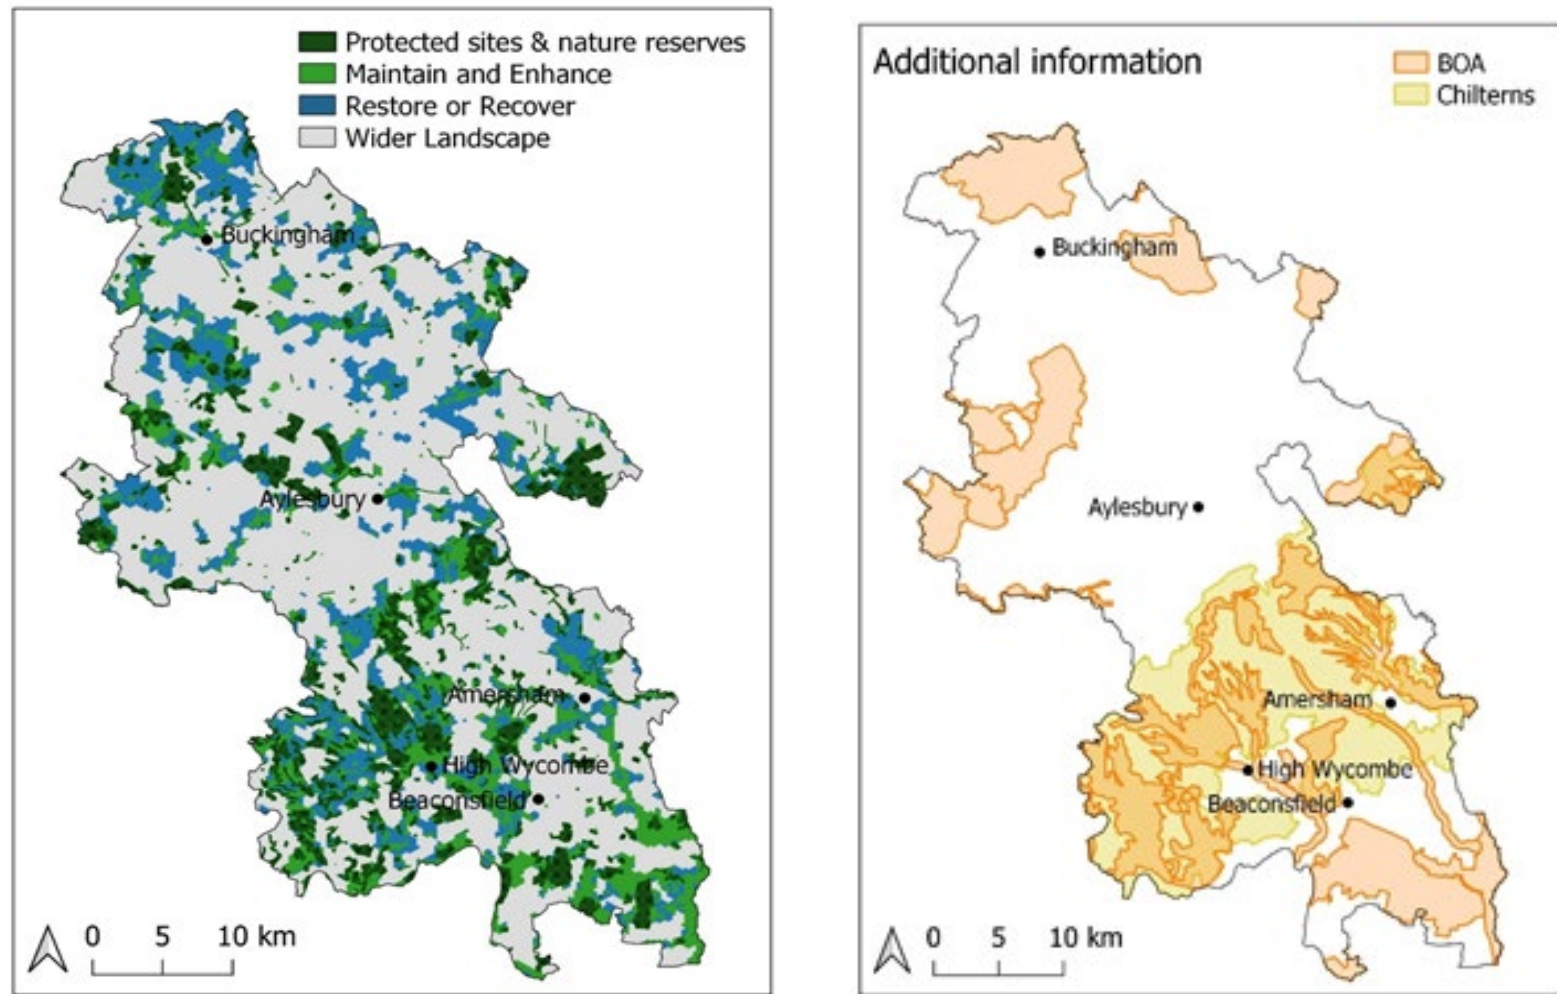 Protected sites & nature reserves
Maintain and Enhance
Restore or Recover
Wider Landscape
Buckingham
Aylesbury
Amersham
High Wycombe
Beaconsfield
0 5 10 km
Additional information
BOA
Chilterns
Buckingham
Aylesbury
Amersham
High Wycombe
Beaconsfield
0 5 10 km